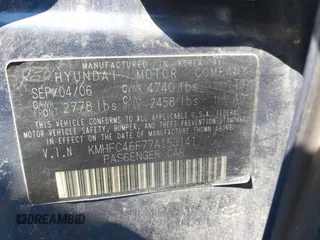 MANUFACTURED IN KOREA BY
HYUNDAI MOTOR COMPANY
SEP/04/06 GVWR 4740 lbs
GAWR FRONT 2778 lbs GAWR 2458 lbs
THIS VEHICLE CONFORMS TO ALL APPLICABLE
FEDERAL MOTOR VEHICLE SAFETY,
BUMPER, AND THEFT PREVENTION
STANDARDS IN EFFECT ON THE DATE OF
MANUFACTURE SHOWN ABOVE.
V.I.N KMHFC46F77A153141
PASSENGER CAR
DREAMBID